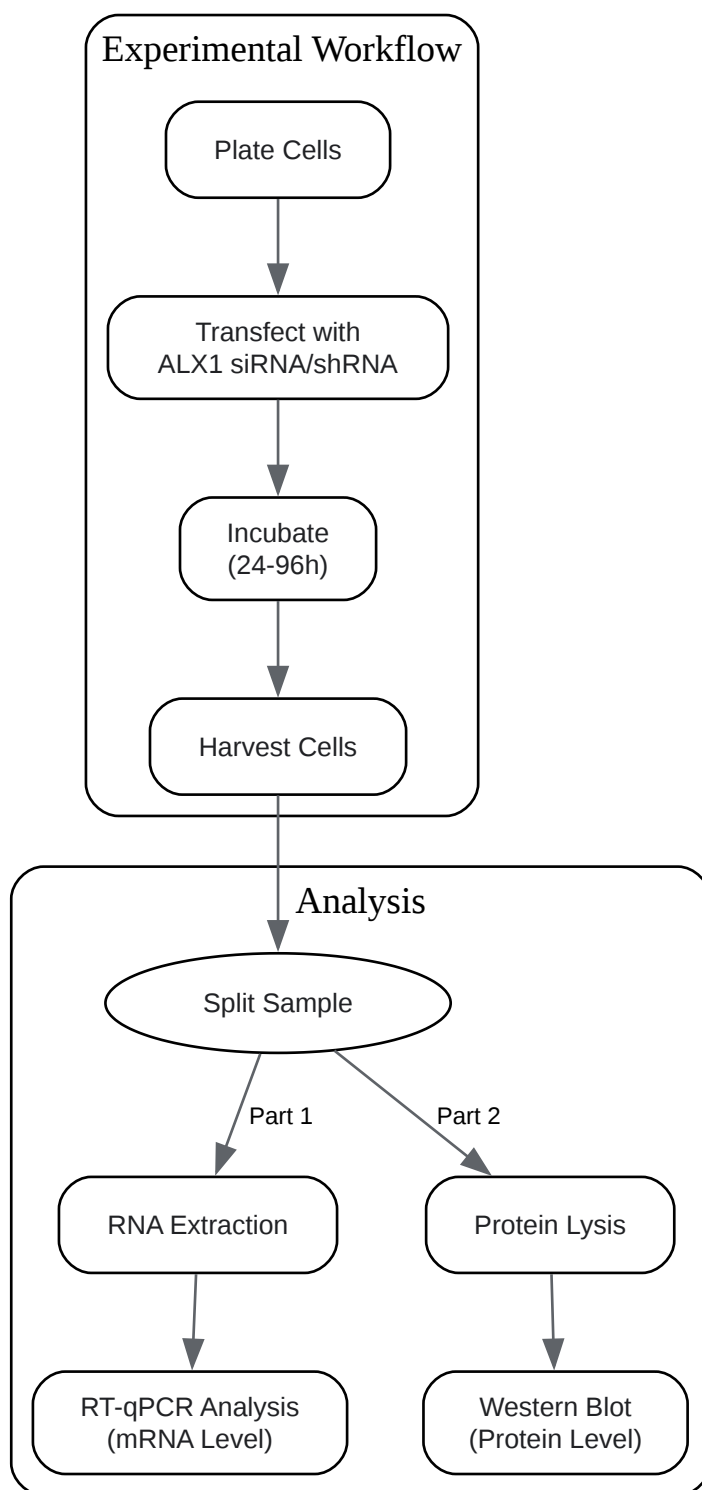 Experimental Workflow
Plate Cells
Transfect with
ALX1 siRNA/shRNA
Incubate
(24-96h)
Harvest Cells
Analysis
Split Sample
Part 1
Part 2
RNA Extraction
Protein Lysis
RT-qPCR Analysis
(mRNA Level)
Western Blot
(Protein Level)